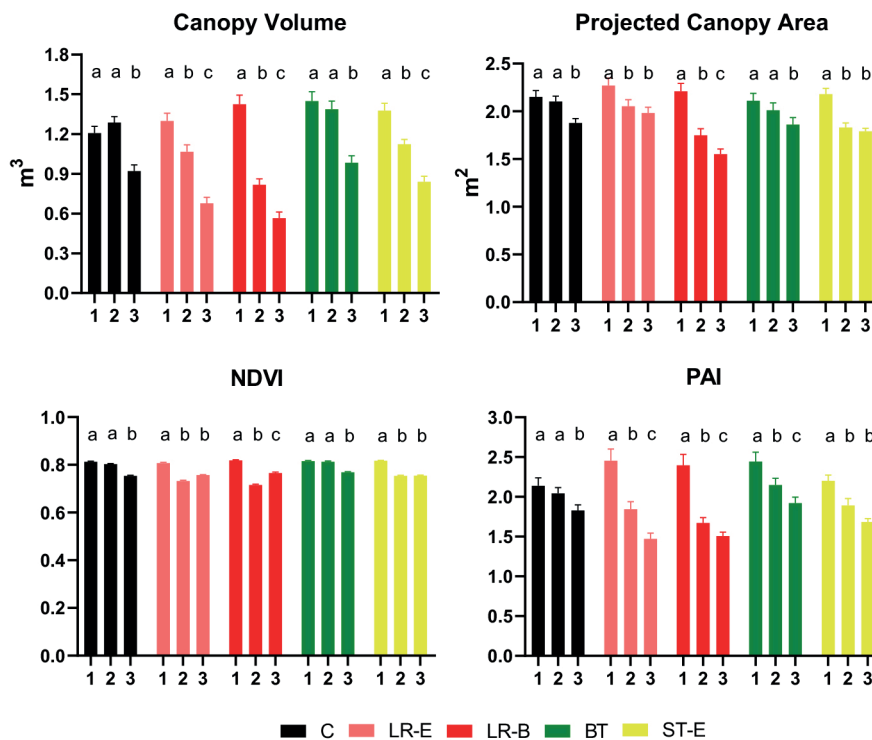 Canopy Volume
m3
1.8
1.5
1.2
0.9
0.6
0.3
0.0
a a b a b c a b c a a b a b c
1 2 3 1 2 3 1 2 3 1 2 3 1 2 3
Projected Canopy Area
m2
2.5
2.0
1.5
1.0
0.5
0.0
a a b a b b a b c a a b a b b
1 2 3 1 2 3 1 2 3 1 2 3 1 2 3
NDVI
1.0
0.8
0.6
0.4
0.2
0.0
a a b a b b a b c a a b a b b
1 2 3 1 2 3 1 2 3 1 2 3 1 2 3
PAI
3.0
2.5
2.0
1.5
1.0
0.5
0.0
a a b a b c a b c a b c a b b
1 2 3 1 2 3 1 2 3 1 2 3 1 2 3
C LR-E LR-B BT ST-E